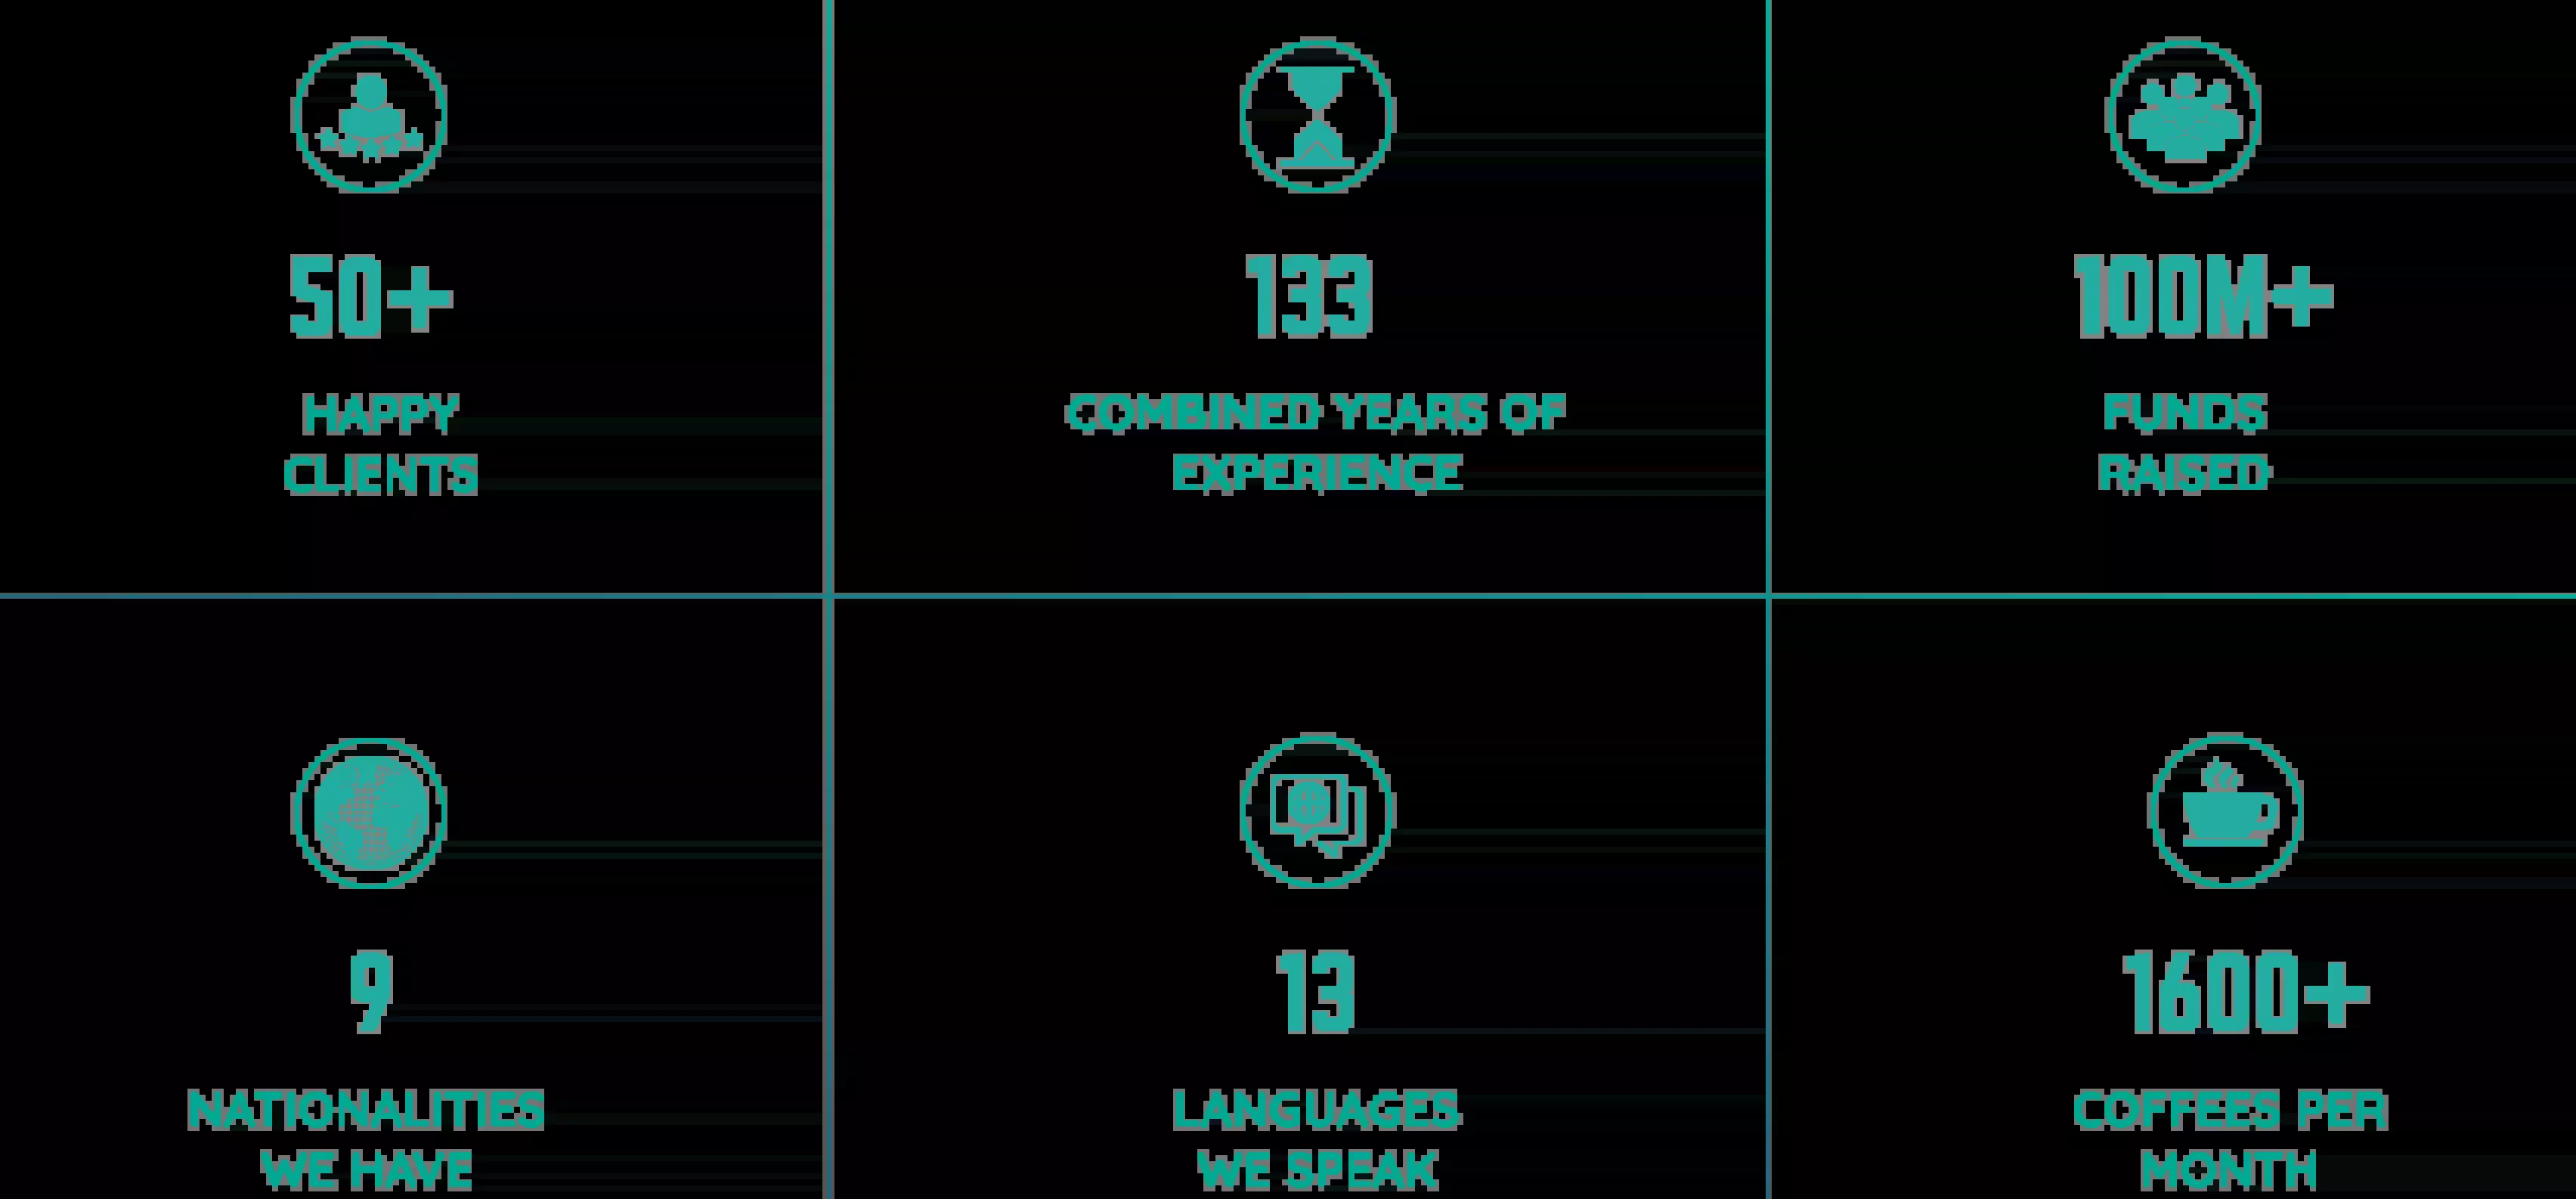 50+
HAPPY
CLIENTS
133
COMBINED YEARS OF
EXPERIENCE
100M+
FUNDS
RAISED
9
NATIONALITIES
WE HAVE
13
LANGUAGES
WE SPEAK
1600+
COFFEES PER
MONTH